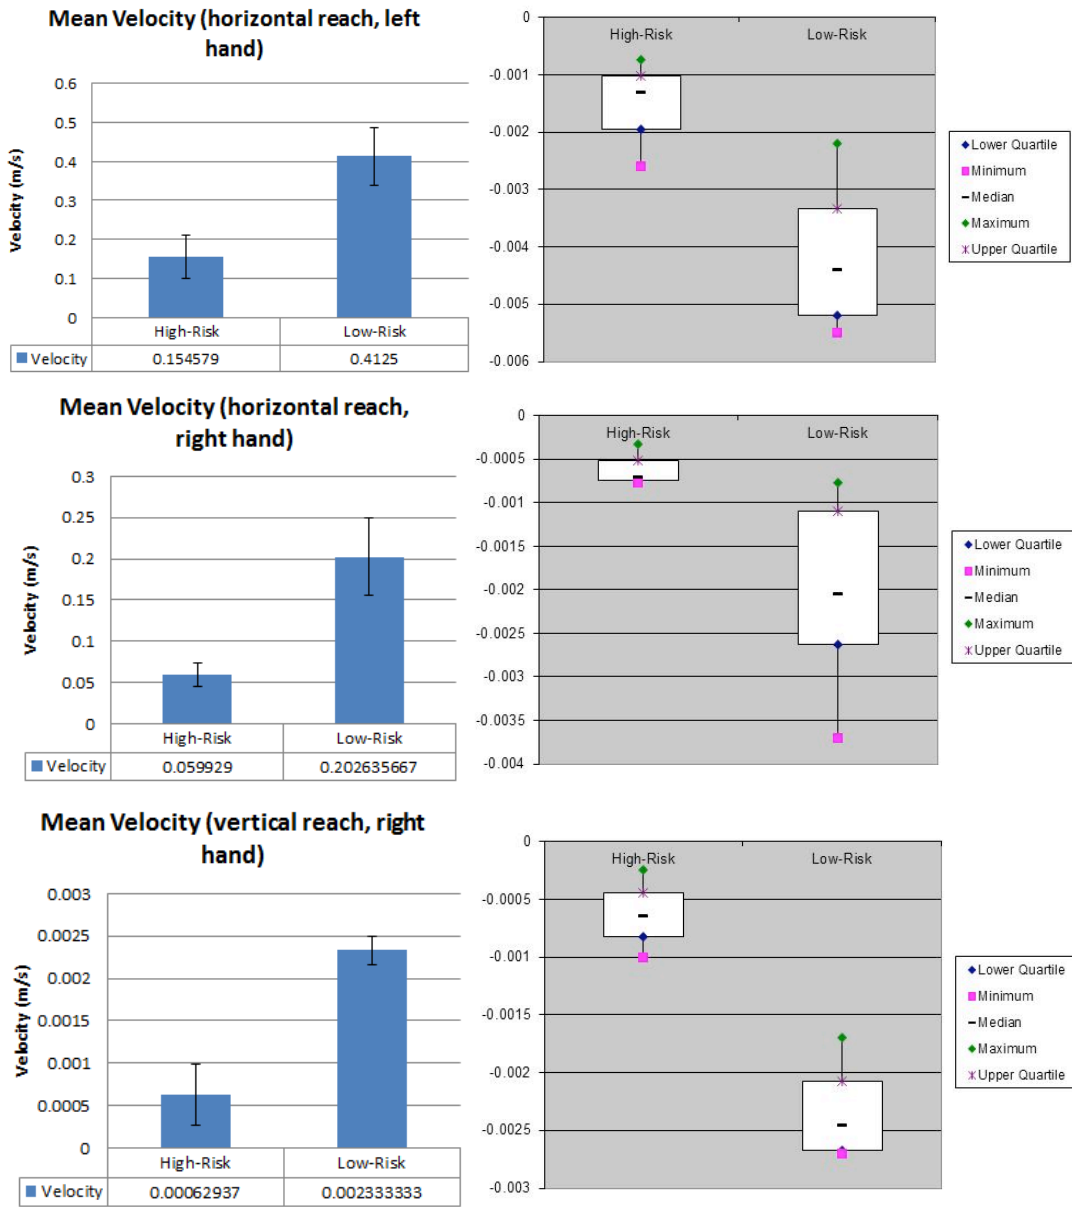 Mean Velocity (horizontal reach, left
hand)
Velocity (m/s)
0.6
0.5
0.4
0.3
0.2
0.1
0
High-Risk Low-Risk
Velocity 0.154579 0.4125
0
-0.001
-0.002
-0.003
-0.004
-0.005
-0.006
High-Risk Low-Risk
Lower Quartile
Minimum
Median
Maximum
Upper Quartile
Mean Velocity (horizontal reach,
right hand)
Velocity (m/s)
0.3
0.25
0.2
0.15
0.1
0.05
0
High-Risk Low-Risk
Velocity 0.059929 0.202635667
0
-0.0005
-0.001
-0.0015
-0.002
-0.0025
-0.003
-0.0035
-0.004
High-Risk Low-Risk
Lower Quartile
Minimum
Median
Maximum
Upper Quartile
Mean Velocity (vertical reach, right
hand)
Velocity (m/s)
0.003
0.0025
0.002
0.0015
0.001
0.0005
0
High-Risk Low-Risk
Velocity 0.00062937 0.002333333
0
-0.0005
-0.001
-0.0015
-0.002
-0.0025
-0.003
High-Risk Low-Risk
Lower Quartile
Minimum
Median
Maximum
Upper Quartile